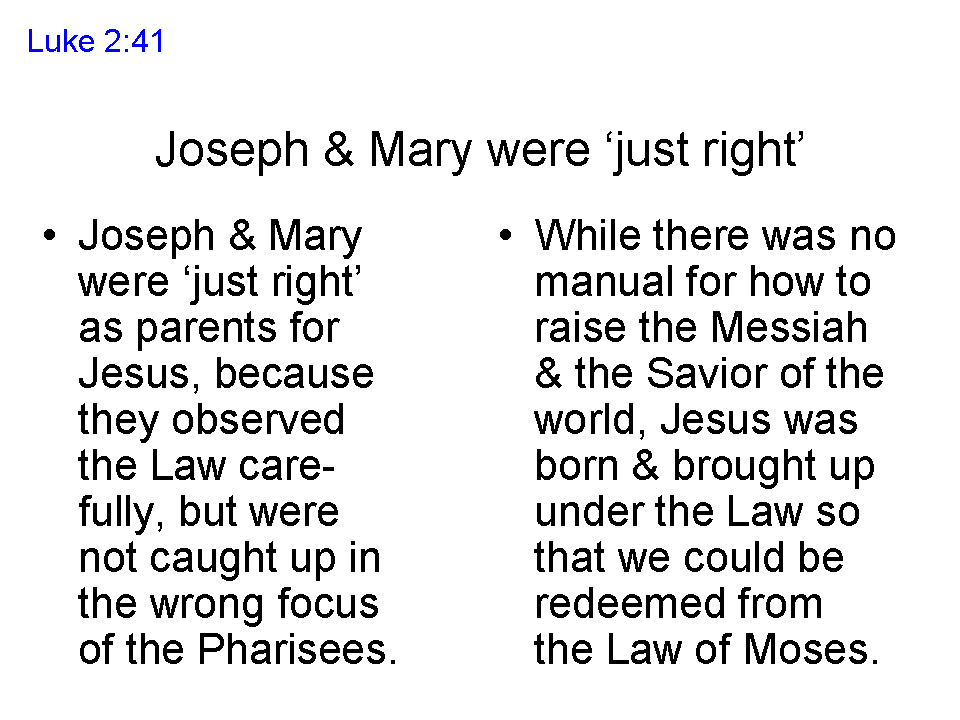 Luke 2:41
Joseph & Mary were ‘just right’
• Joseph & Mary
were ‘just right’
as parents for
Jesus, because
they observed
the Law care-
fully, but were
not caught up in
the wrong focus
of the Pharisees.
• While there was no
manual for how to
raise the Messiah
& the Savior of the
world, Jesus was
born & brought up
under the Law so
that we could be
redeemed from
the Law of Moses.